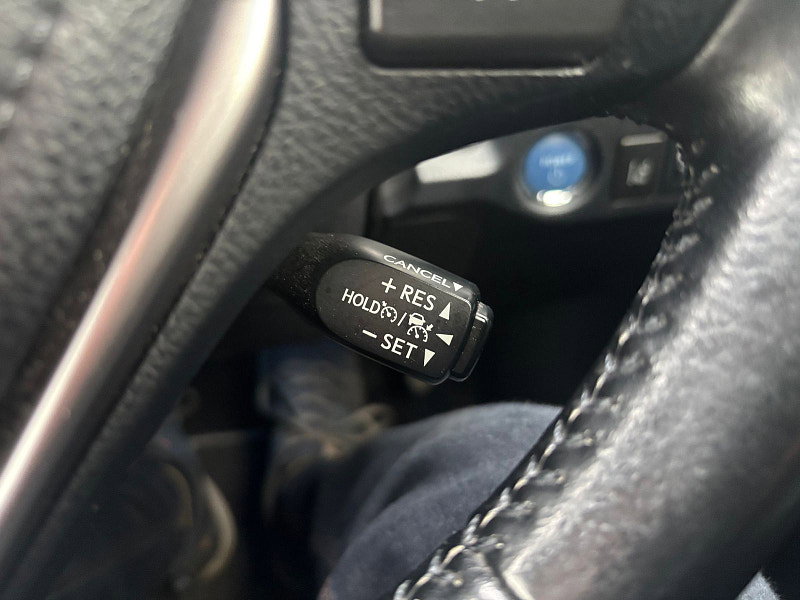 CANCEL▼
+ RES ▲
HOLD /
− SET ▼